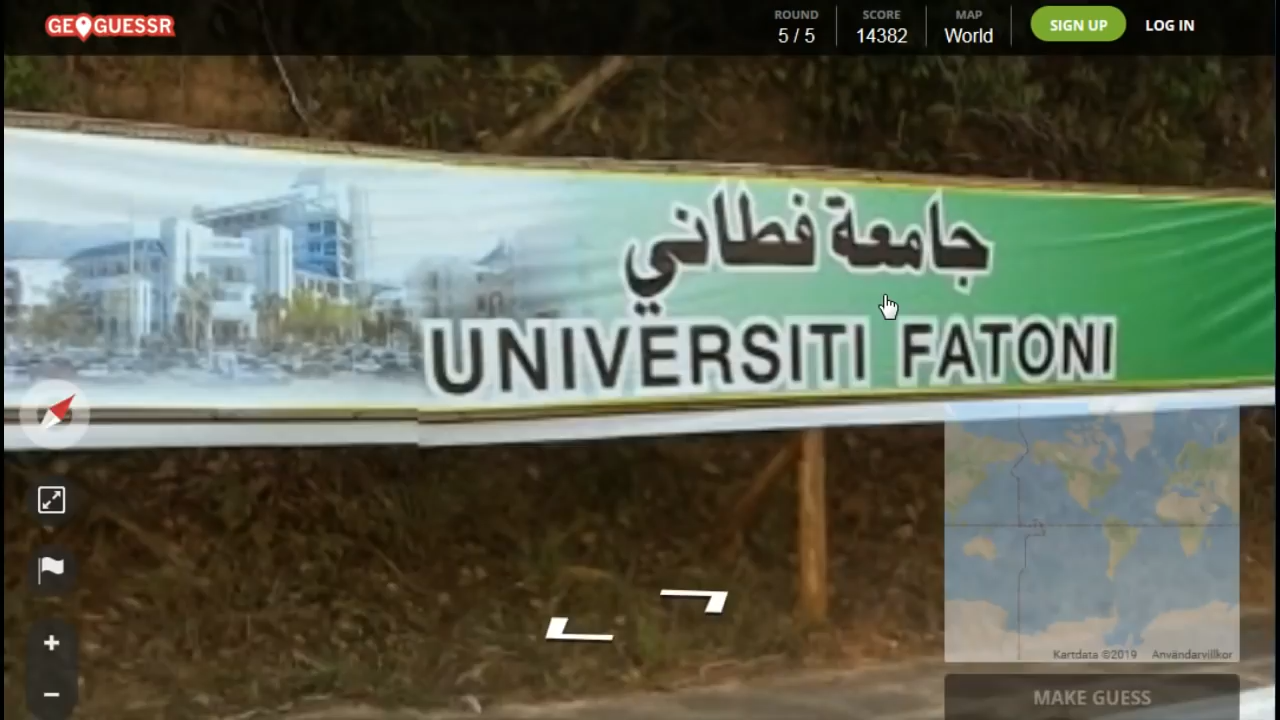 GEOGUESSR
ROUND
5 / 5
SCORE
14382
MAP
World
SIGN UP
LOG IN
جامعة فطاني
UNIVERSITI FATONI
Kartdata ©2019
Användarvillkor
MAKE GUESS